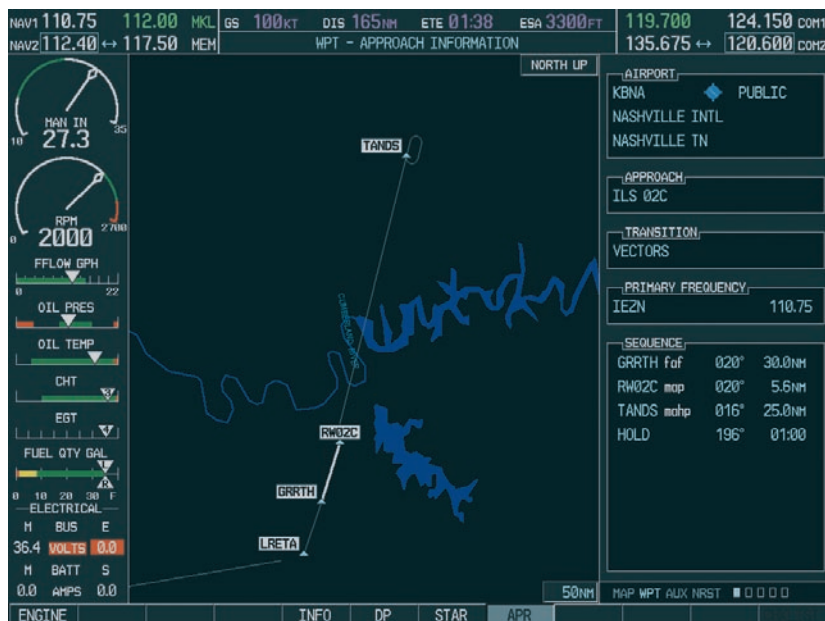 NAV1 110.75 112.00 MKL GS 100KT DIS 165NM ETE 01:38 ESA 3300FT 119.700 124.150 COM1
NAV2 112.40 ↔ 117.50 MEM WPT - APPROACH INFORMATION 135.675 ↔ 120.600 COM2
MAN IN
10 35
27.3
RPM
0 2700
2000
FFLOW GPH
0 22
OIL PRES
OIL TEMP
CHT
3
EGT
4
FUEL QTY GAL
L
R
0 10 20 30 F
ELECTRICAL
M BUS E
36.4 VOLTS 0.0
M BATT S
0.0 AMPS 0.0
NORTH UP
TANDS
CUMBERLAND RIVER
RW02C
GRRTH
LRETA
50NM
AIRPORT
KBNA PUBLIC
NASHVILLE INTL
NASHVILLE TN
APPROACH
ILS 02C
TRANSITION
VECTORS
PRIMARY FREQUENCY
IEZN 110.75
SEQUENCE
GRRTH faf 020° 30.0NM
RW02C map 020° 5.6NM
TANDS mahp 016° 25.0NM
HOLD 196° 01:00
MAP WPT AUX NRST
ENGINE INFO DP STAR APR